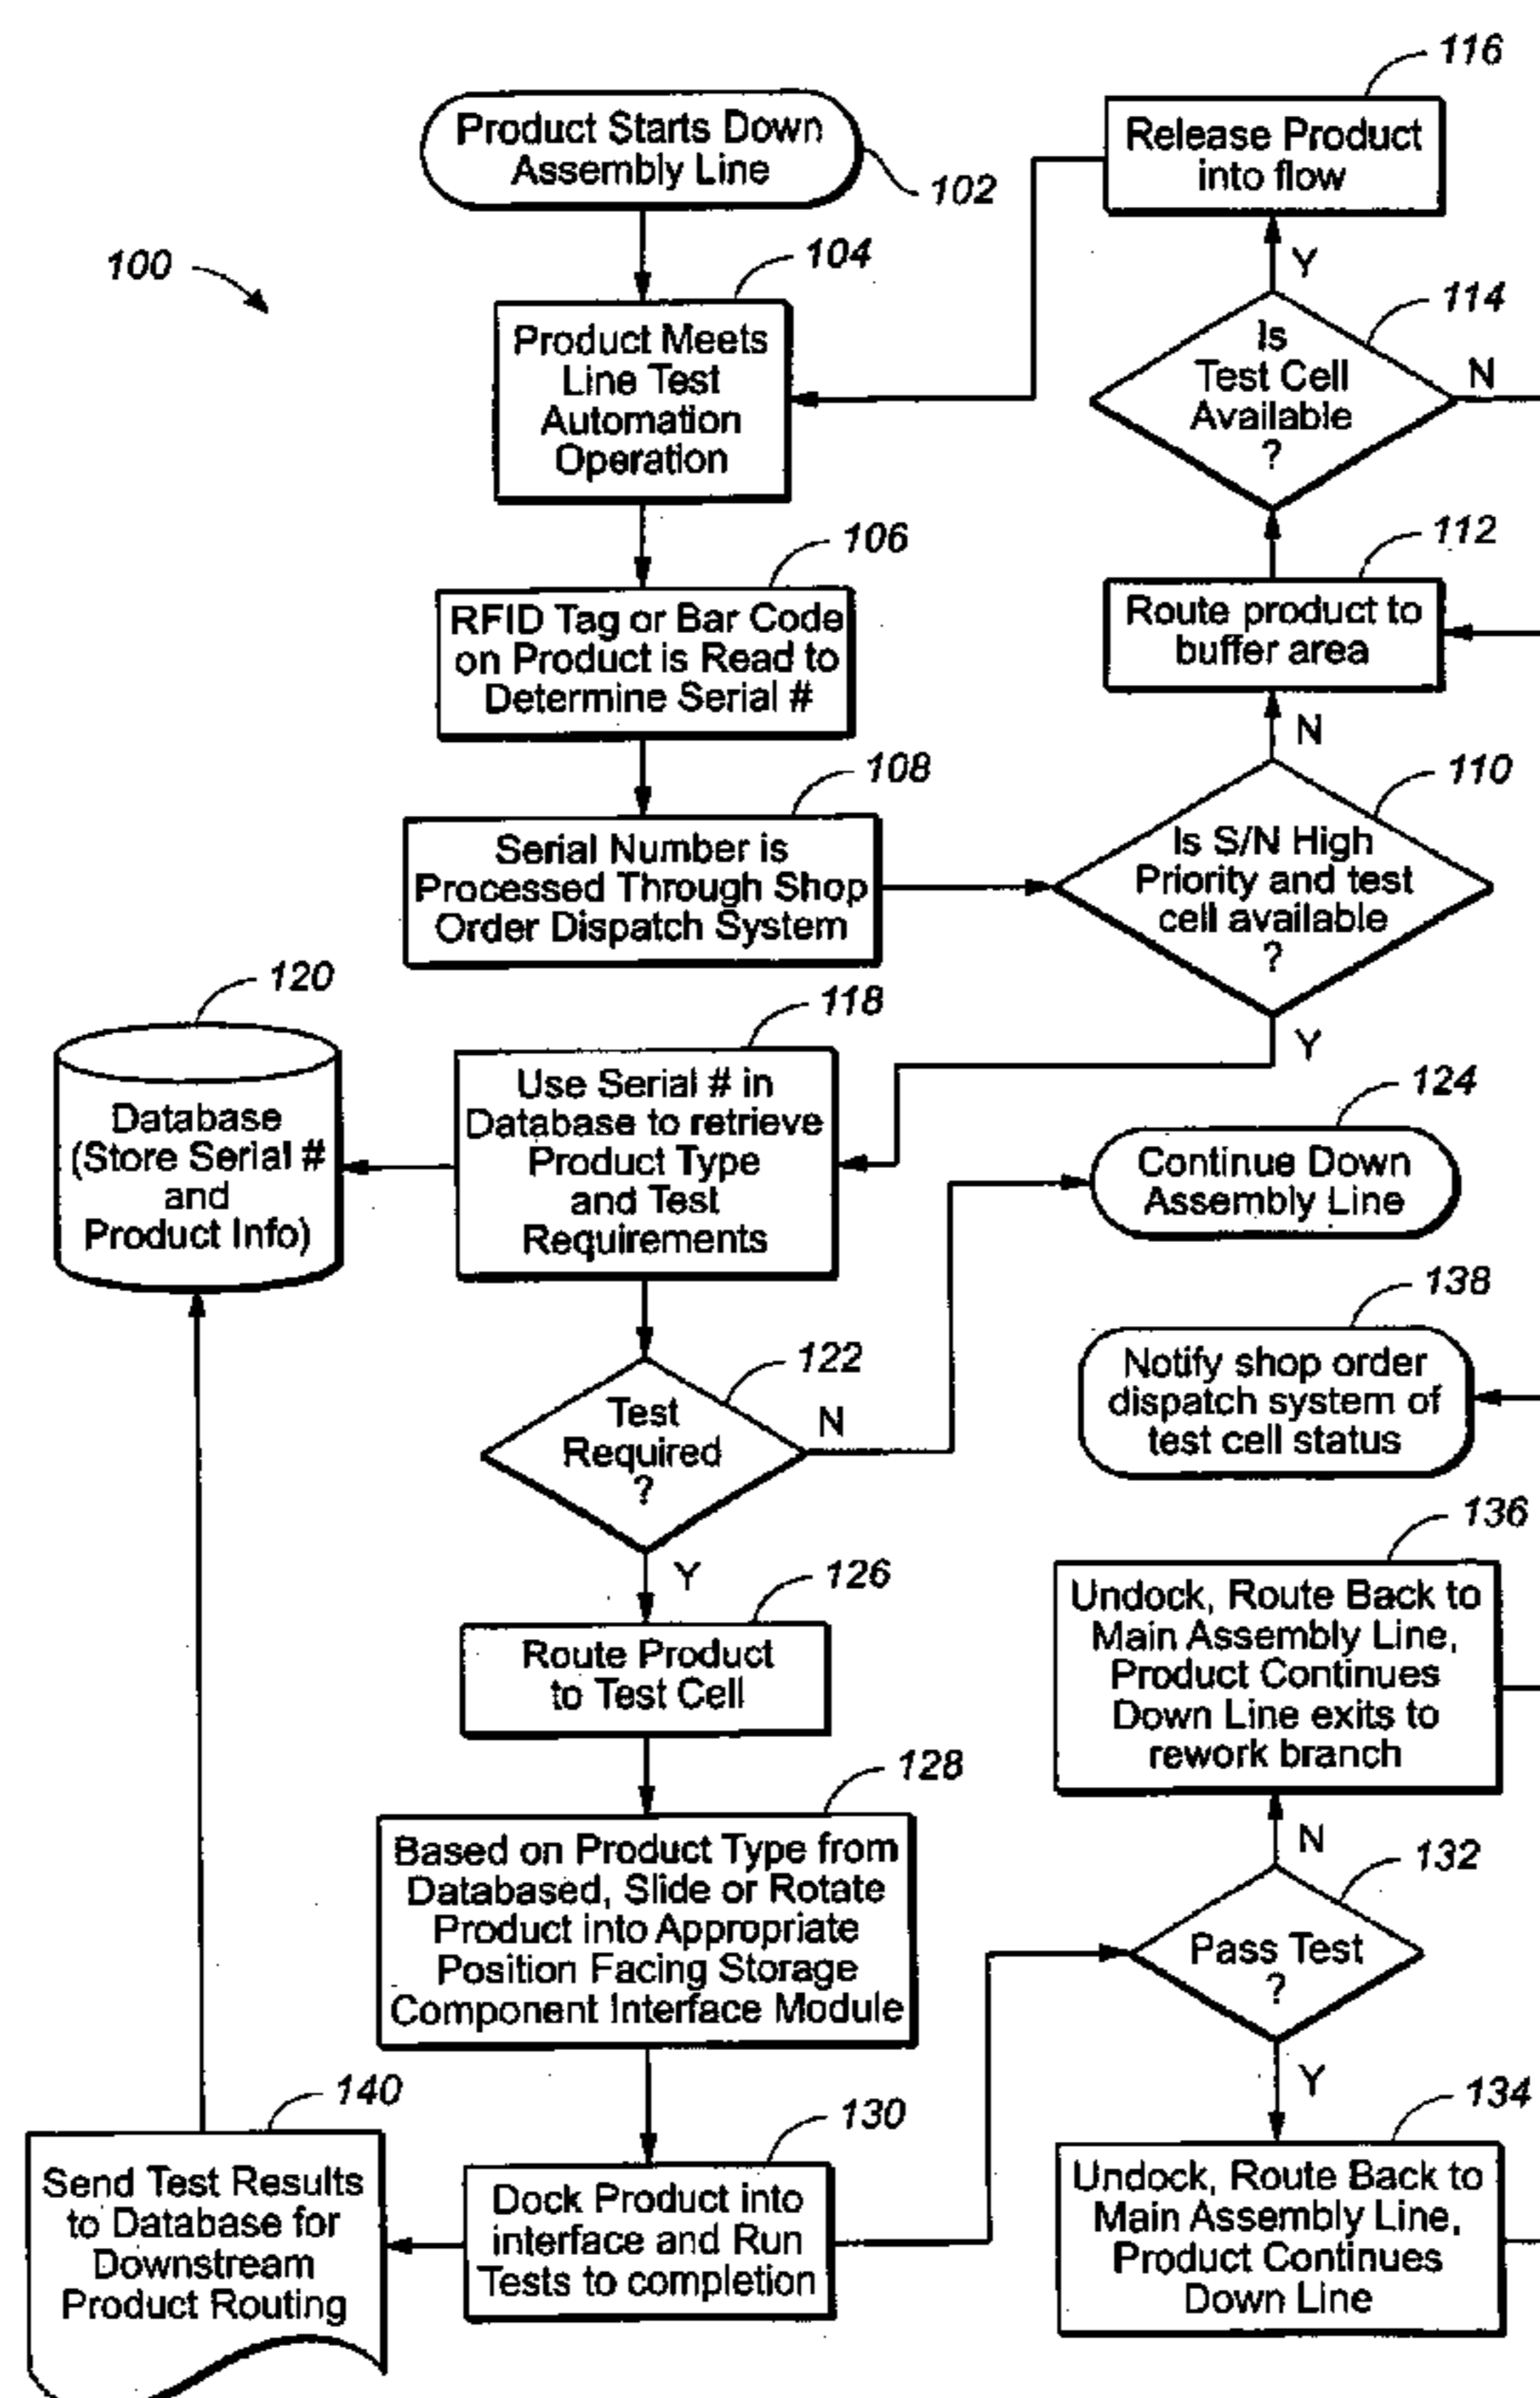 116
Product Starts Down
Assembly Line
102
Release Product
into flow
100
104
Y
114
Product Meets
Line Test
Automation
Operation
Is
Test Cell
Available
?
N
106
112
RFID Tag or Bar Code
on Product is Read to
Determine Serial #
Route product to
buffer area
N
108
110
Serial Number is
Processed Through Shop
Order Dispatch System
Is S/N High
Priority and test
cell available
?
120
118
Y
Database
(Store Serial #
and
Product Info)
Use Serial # in
Database to retrieve
Product Type
and Test
Requirements
124
Continue Down
Assembly Line
138
122
Test
Required
?
N
Notify shop order
dispatch system of
test cell status
136
Y
126
Route Product
to Test Cell
Undock, Route Back to
Main Assembly Line,
Product Continues
Down Line exits to
rework branch
128
N
132
Based on Product Type from
Databased, Slide or Rotate
Product into Appropriate
Position Facing Storage
Component Interface Module
Pass Test
?
Y
140
130
134
Send Test Results
to Database for
Downstream
Product Routing
Dock Product into
interface and Run
Tests to completion
Undock, Route Back to
Main Assembly Line,
Product Continues
Down Line